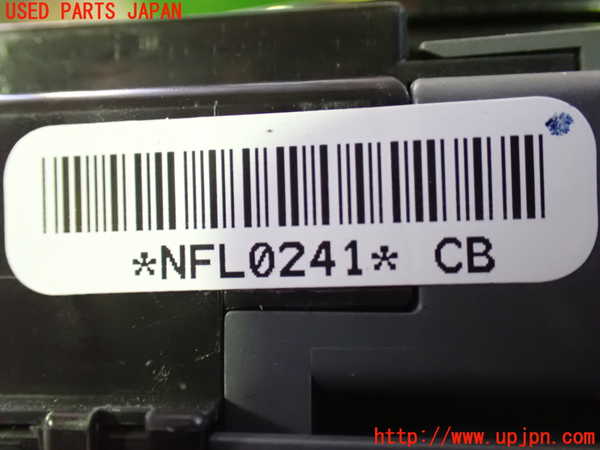 USED PARTS JAPAN
*NFL0241* CB
http://www.upjpn.com/